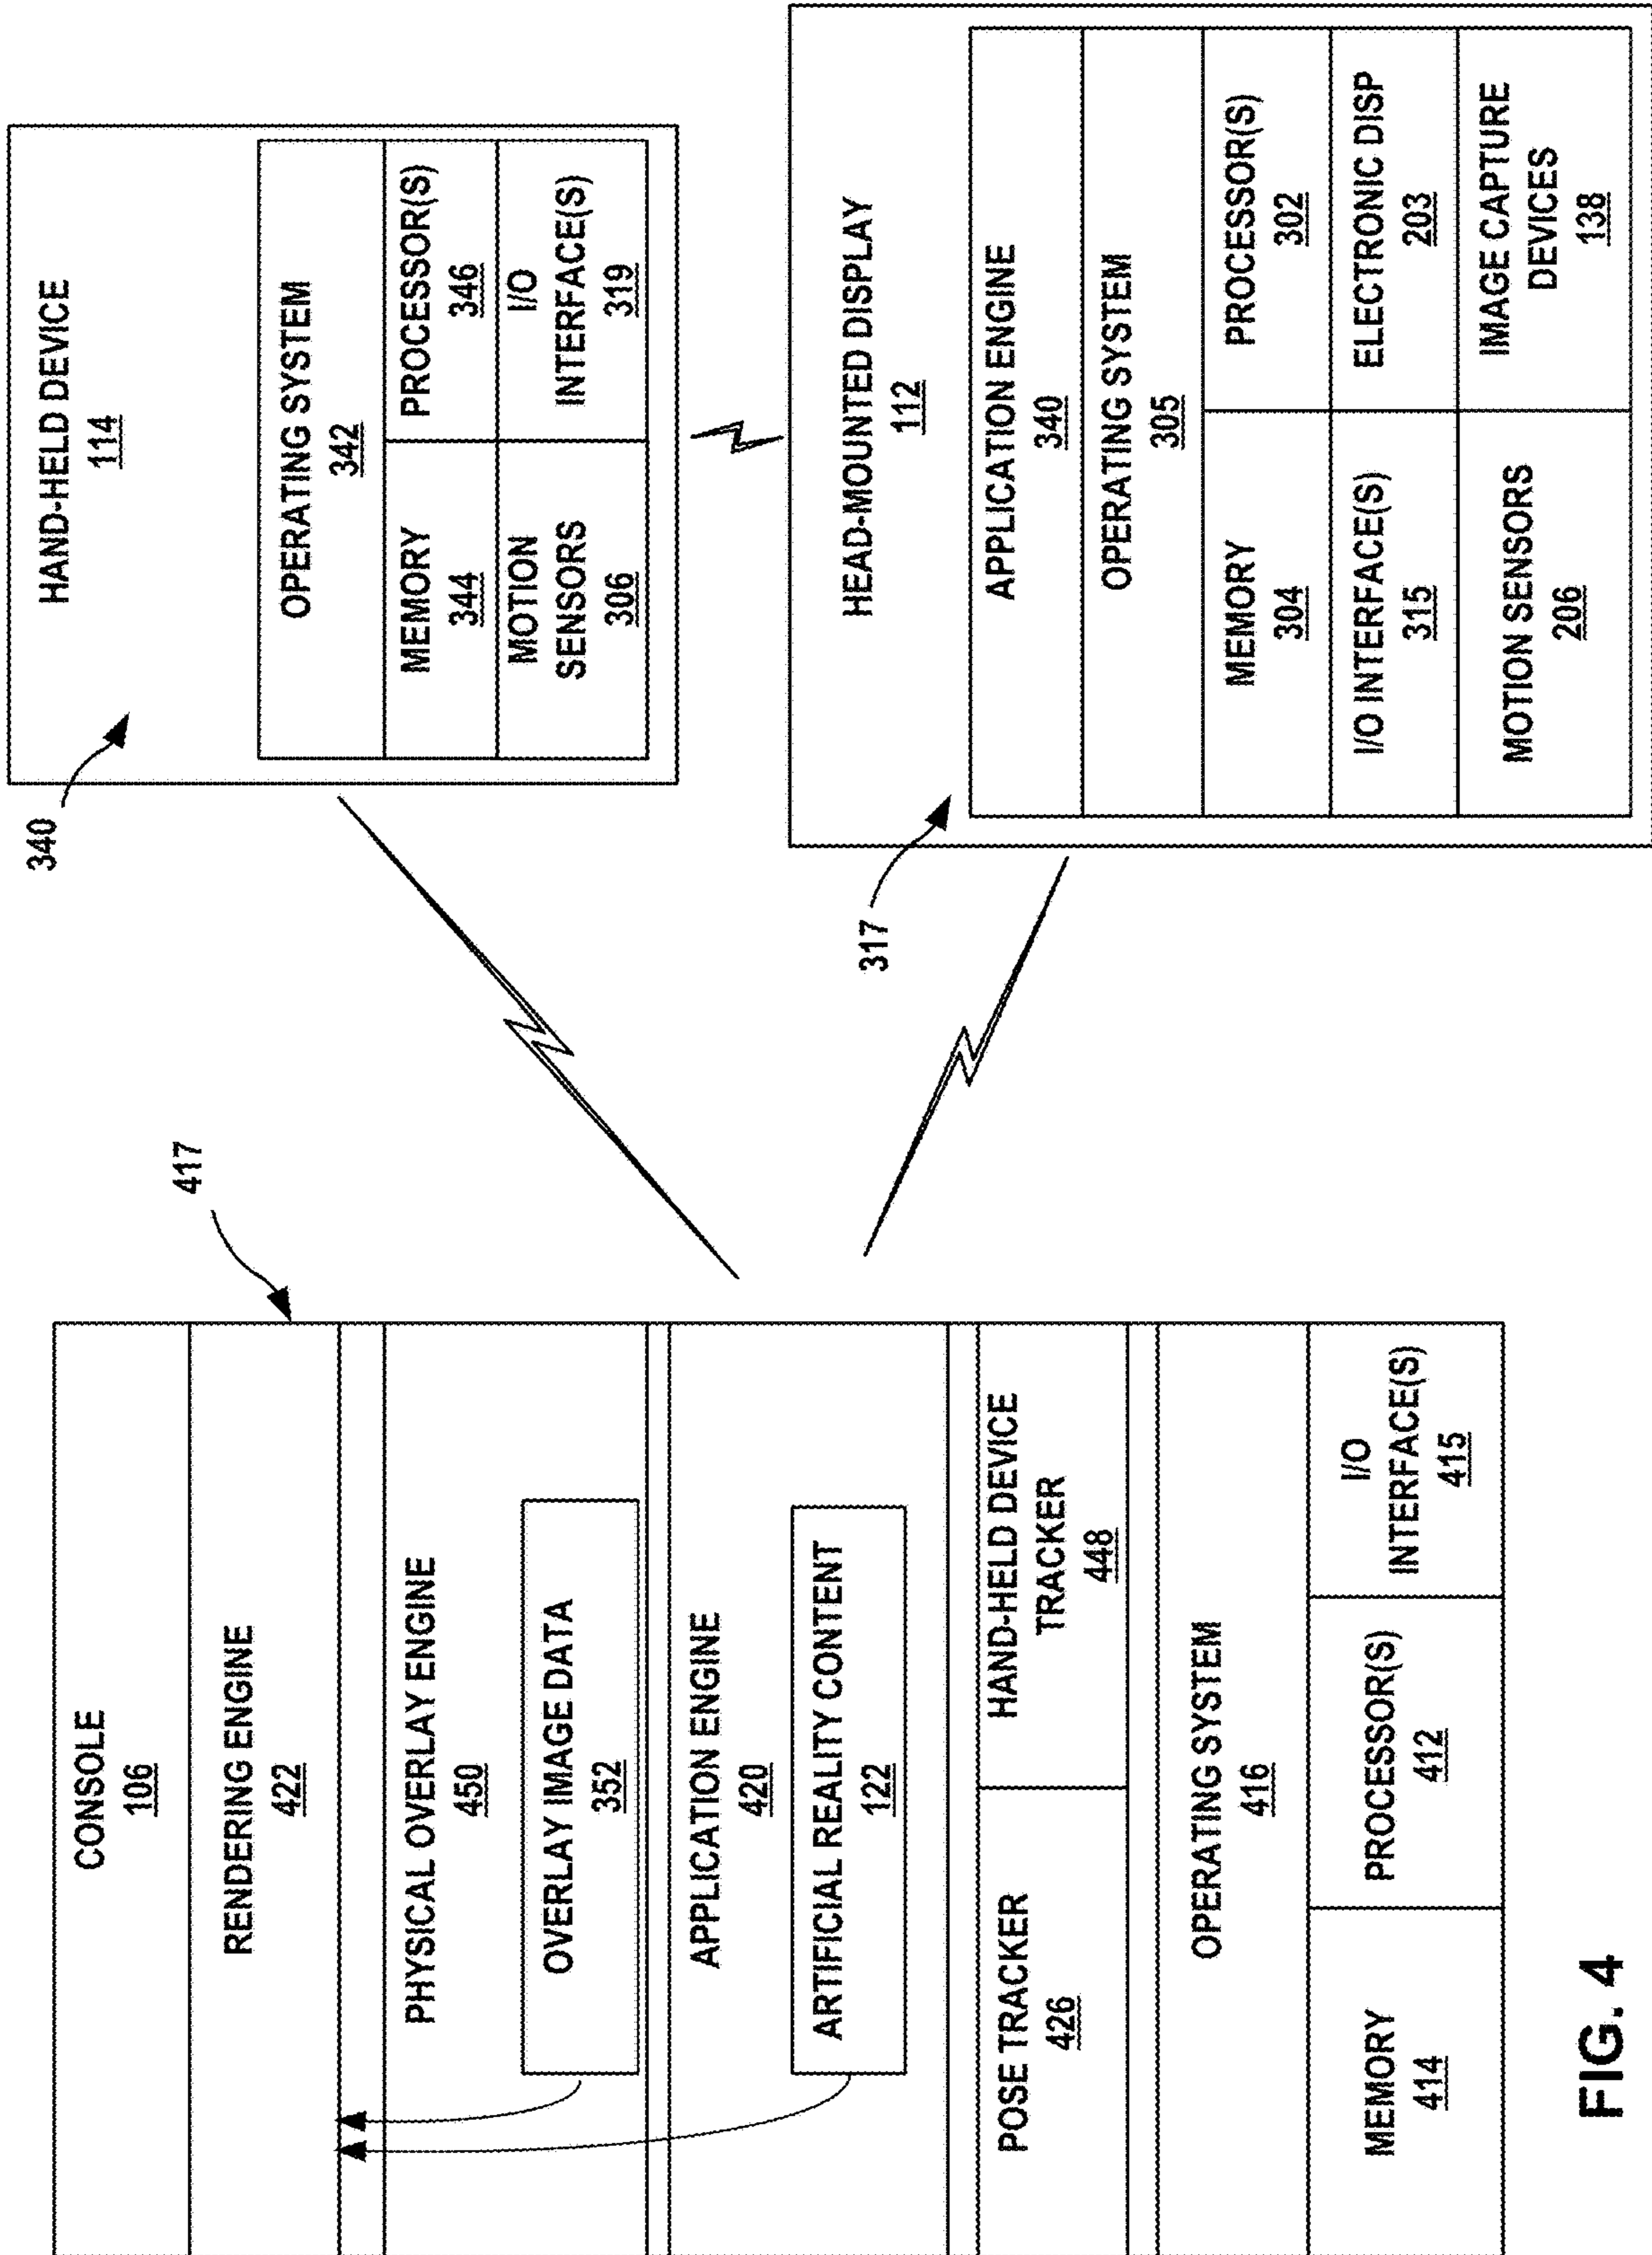 CONSOLE
106
RENDERING ENGINE
422
417
PHYSICAL OVERLAY ENGINE
450
OVERLAY IMAGE DATA
352
APPLICATION ENGINE
420
ARTIFICIAL REALITY CONTENT
122
POSE TRACKER
426
HAND-HELD DEVICE
TRACKER
448
OPERATING SYSTEM
416
MEMORY
414
PROCESSOR(S)
412
I/O
INTERFACE(S)
415
340
HAND-HELD DEVICE
114
OPERATING SYSTEM
342
MEMORY
344
PROCESSOR(S)
346
MOTION
SENSORS
306
I/O
INTERFACE(S)
319
317
HEAD-MOUNTED DISPLAY
112
APPLICATION ENGINE
340
OPERATING SYSTEM
305
MEMORY
304
PROCESSOR(S)
302
I/O INTERFACE(S)
315
ELECTRONIC DISP
203
MOTION SENSORS
206
IMAGE CAPTURE
DEVICES
138
FIG. 4